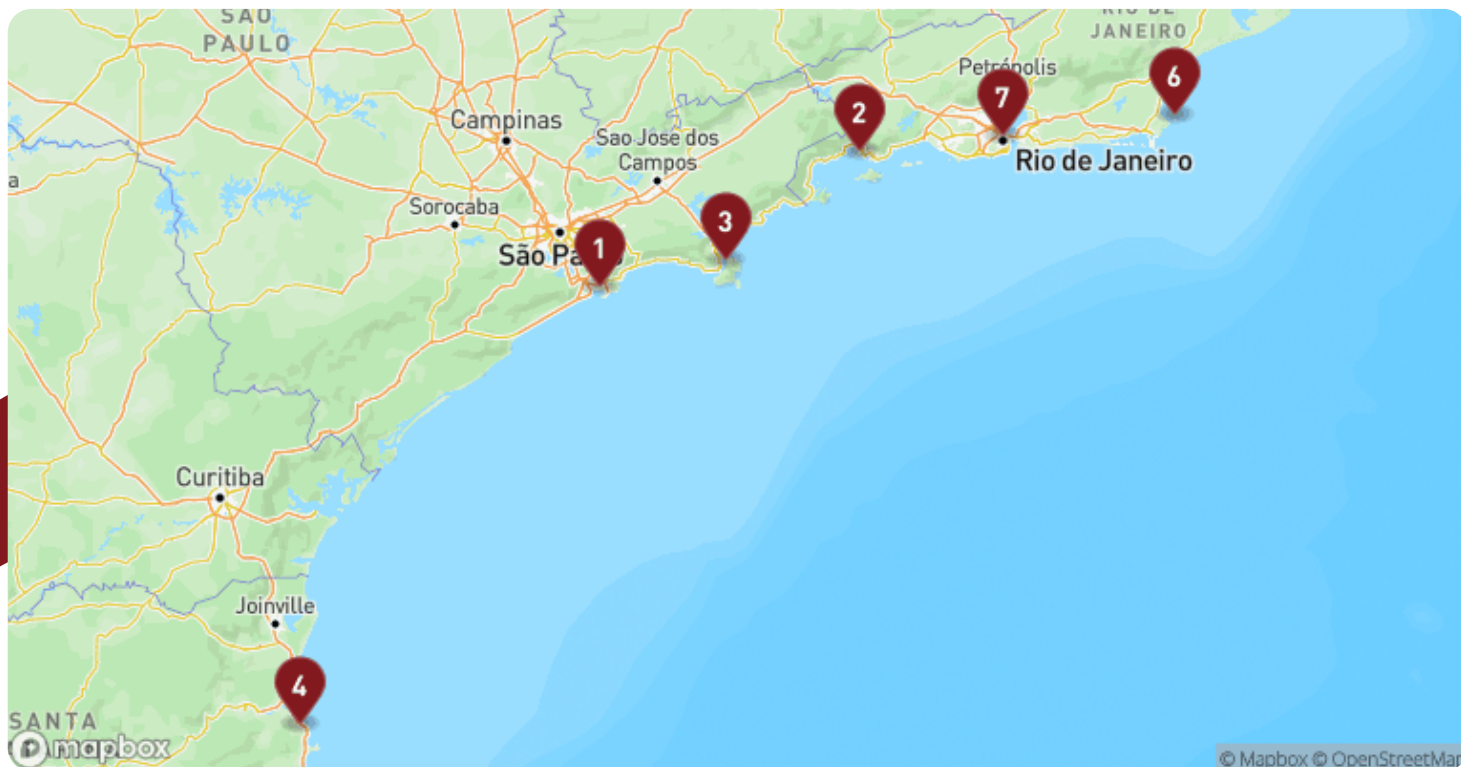 SÃO
PAULO
RIO DE
JANEIRO
Petrópolis
6
7
2
Campinas
Sao Jose dos
Campos
Rio de Janeiro
a
Sorocaba
3
São Pa
1
Curitiba
Joinville
4
SANTA
mapbox
© Mapbox © OpenStreetMap